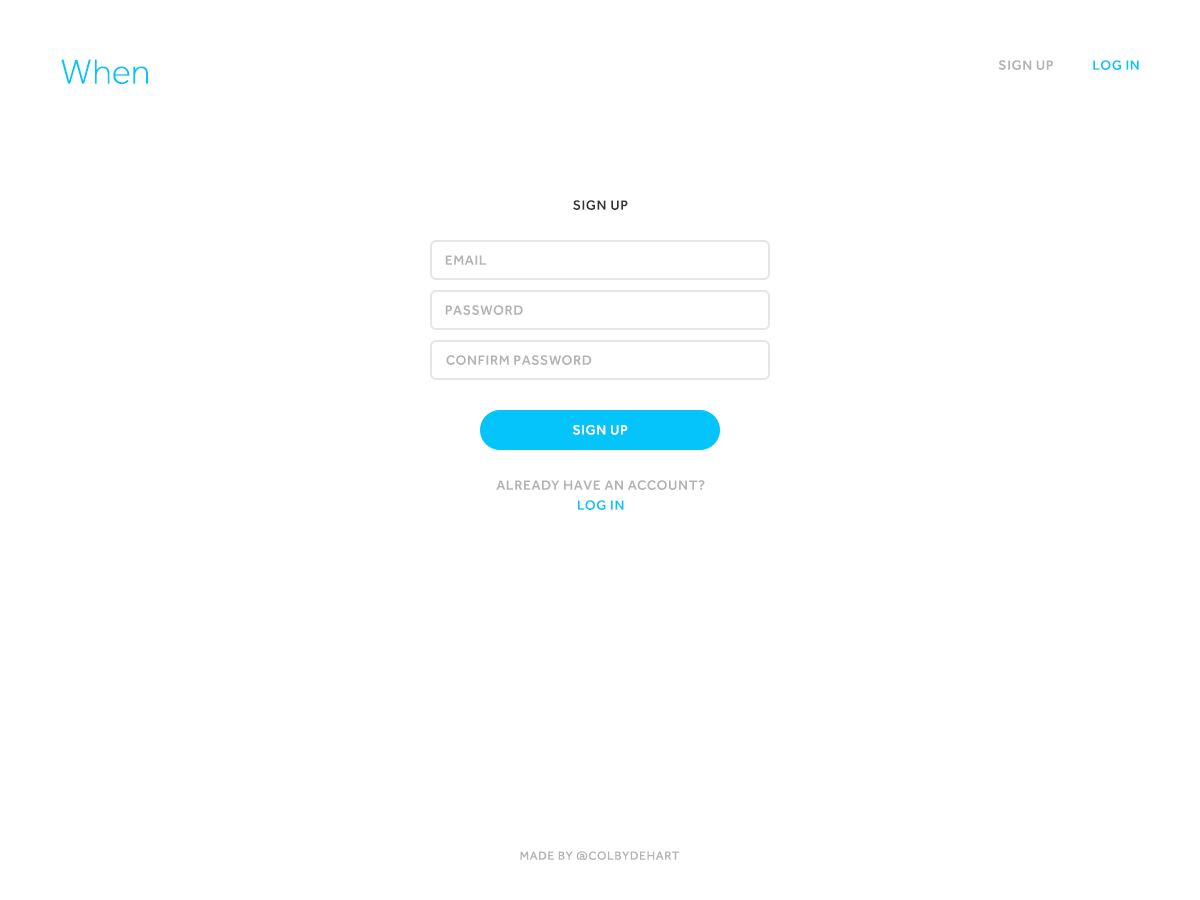 When
SIGN UP
LOG IN
SIGN UP
EMAIL
PASSWORD
CONFIRM PASSWORD
SIGN UP
ALREADY HAVE AN ACCOUNT?
LOG IN
MADE BY @COLBYDEHART